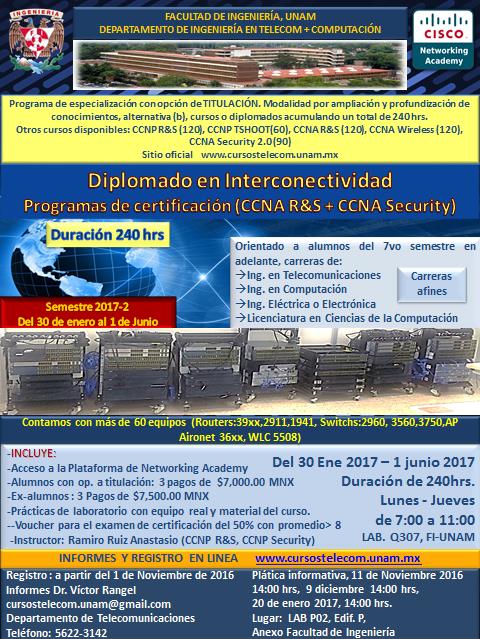 INGENIERIA
FACULTAD DE INGENIERÍA, UNAM
DEPARTAMENTO DE INGENIERÍA EN TELECOM + COMPUTACIÓN
CISCO
Networking
Academy
Programa de especialización con opción de TITULACIÓN. Modalidad por ampliación y profundización de
conocimientos, alternativa (b), cursos o diplomados acumulando un total de 240 hrs.
Otros cursos disponibles: CCNP R&S (120), CCNP TSHOOT(60), CCNA R&S (120), CCNA Wireless (120),
CCNA Security 2.0 (90)
Sitio oficial www.cursostelecom.unam.mx
Diplomado en Interconectividad
Programas de certificación (CCNA R&S + CCNA Security)
Duración 240 hrs
Semestre 2017-2
Del 30 de enero al 1 de Junio
Orientado a alumnos del 7vo semestre en
adelante, carreras de:
→Ing. en Telecomunicaciones
→Ing. en Computación
→Ing. Eléctrica o Electrónica
→Licenciatura en Ciencias de la Computación
Carreras
afines
Contamos con más de 60 equipos (Routers:39xx,2911,1941, Switchs:2960, 3560,3750,AP
Aironet 36xx, WLC 5508)
-INCLUYE:
-Acceso a la Plataforma de Networking Academy
-Alumnos con op. a titulación: 3 pagos de $7,000.00 MNX
-Ex-alumnos : 3 Pagos de $7,500.00 MNX
-Prácticas de laboratorio con equipo real y material del curso.
--Voucher para el examen de certificación del 50% con promedio> 8
-Instructor: Ramiro Ruiz Anastasio (CCNP R&S, CCNP Security)
Del 30 Ene 2017 – 1 junio 2017
Duración de 240hrs.
Lunes - Jueves
de 7:00 a 11:00
LAB. Q307, FI-UNAM
INFORMES Y REGISTRO EN LINEA www.cursostelecom.unam.mx
Registro : a partir del 1 de Noviembre de 2016
Informes Dr. Víctor Rangel
cursostelecom.unam@gmail.com
Departamento de Telecomunicaciones
Teléfono: 5622-3142
Plática informativa, 11 de Noviembre 2016
14:00 hrs, 9 diciembre 14:00 hrs,
20 de enero 2017, 14:00 hrs.
Lugar: LAB P02, Edif. P,
Anexo Facultad de Ingeniería